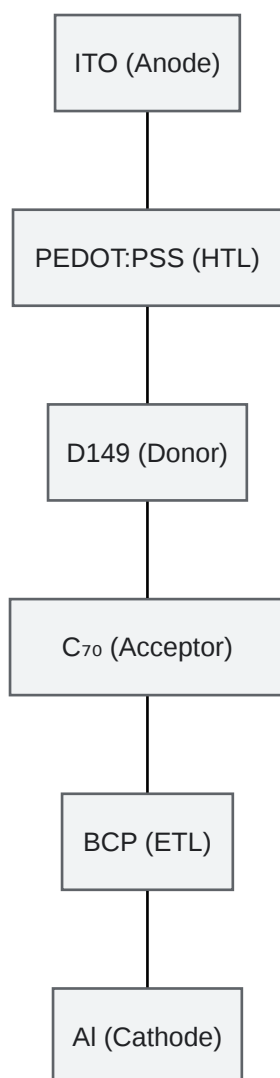 ITO (Anode)
PEDOT:PSS (HTL)
D149 (Donor)
C₇₀ (Acceptor)
BCP (ETL)
Al (Cathode)